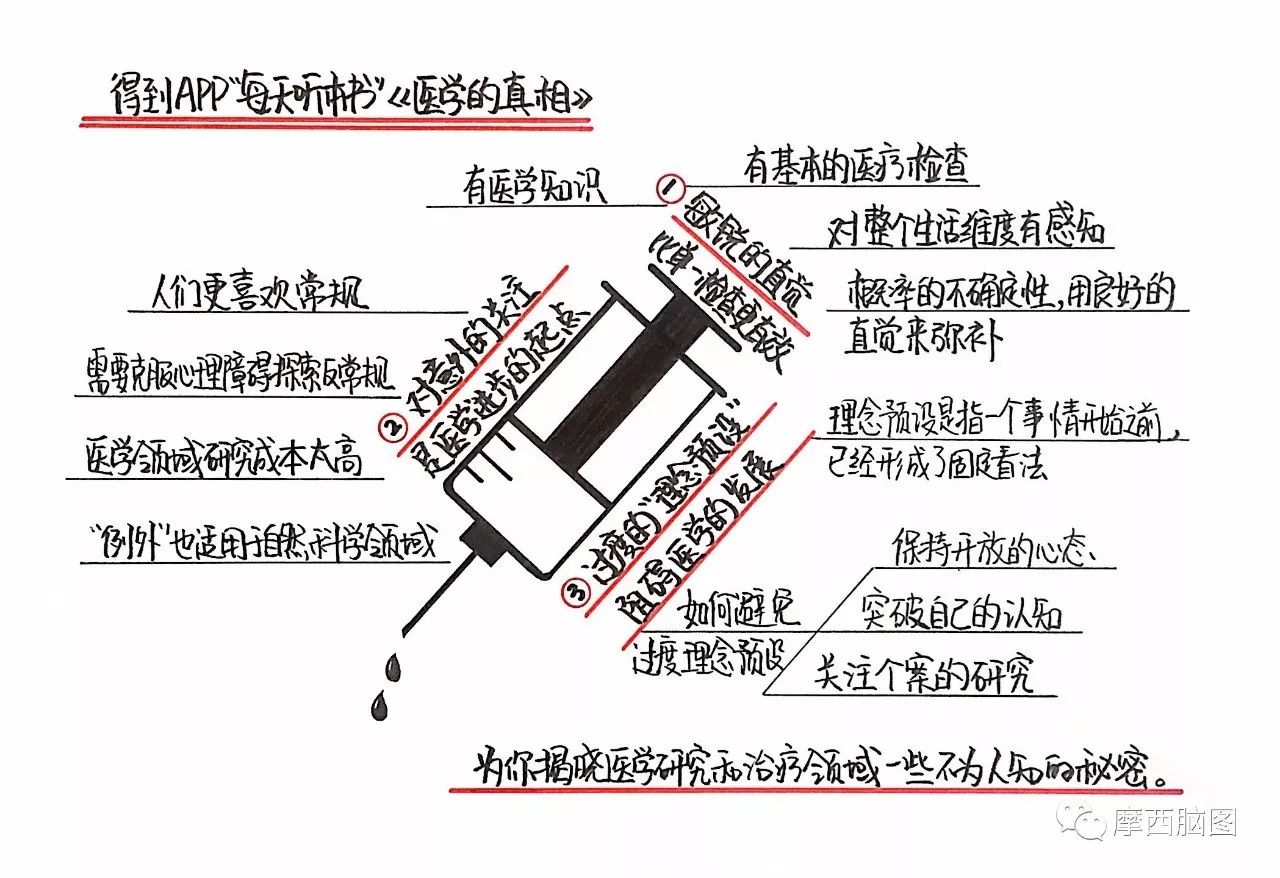 得到APP"每天听本书"《医学的真相》
有医学知识
①
有基本的医疗检查
敏锐的直觉
比单一检查更有效
对整个生活维度有感知
概率的不确定性,用良好的
直觉来弥补
人们更喜欢常规
需要克服心理障碍探索反常规
医学领域研究成本太高
"例外"也适用于自然科学领域
② 对意外的关注
是医学进步的起点
③ 过度的"理念预设"
阻碍医学的发展
理念预设是指一个事情开始之前,
已经形成了固定看法
如何避免
过度理念预设
保持开放的心态、
突破自己的认知
关注个案的研究
为你揭晓医学研究和治疗领域一些不为人知的秘密。
摩西脑图